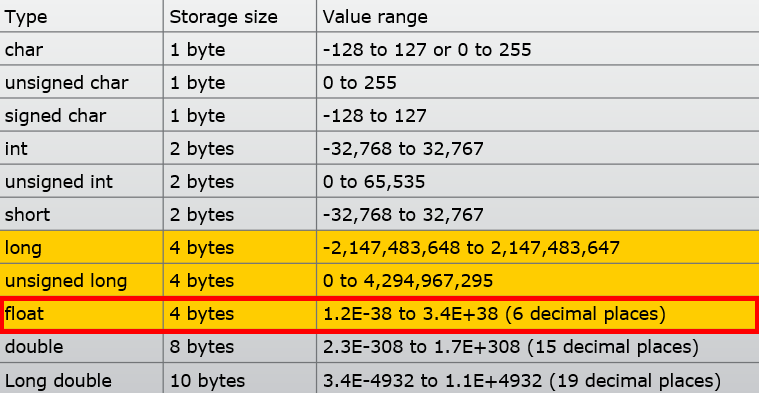 Type Storage size Value range
char 1 byte -128 to 127 or 0 to 255
unsigned char 1 byte 0 to 255
signed char 1 byte -128 to 127
int 2 bytes -32,768 to 32,767
unsigned int 2 bytes 0 to 65,535
short 2 bytes -32,768 to 32,767
long 4 bytes -2,147,483,648 to 2,147,483,647
unsigned long 4 bytes 0 to 4,294,967,295
float 4 bytes 1.2E-38 to 3.4E+38 (6 decimal places)
double 8 bytes 2.3E-308 to 1.7E+308 (15 decimal places)
Long double 10 bytes 3.4E-4932 to 1.1E+4932 (19 decimal places)